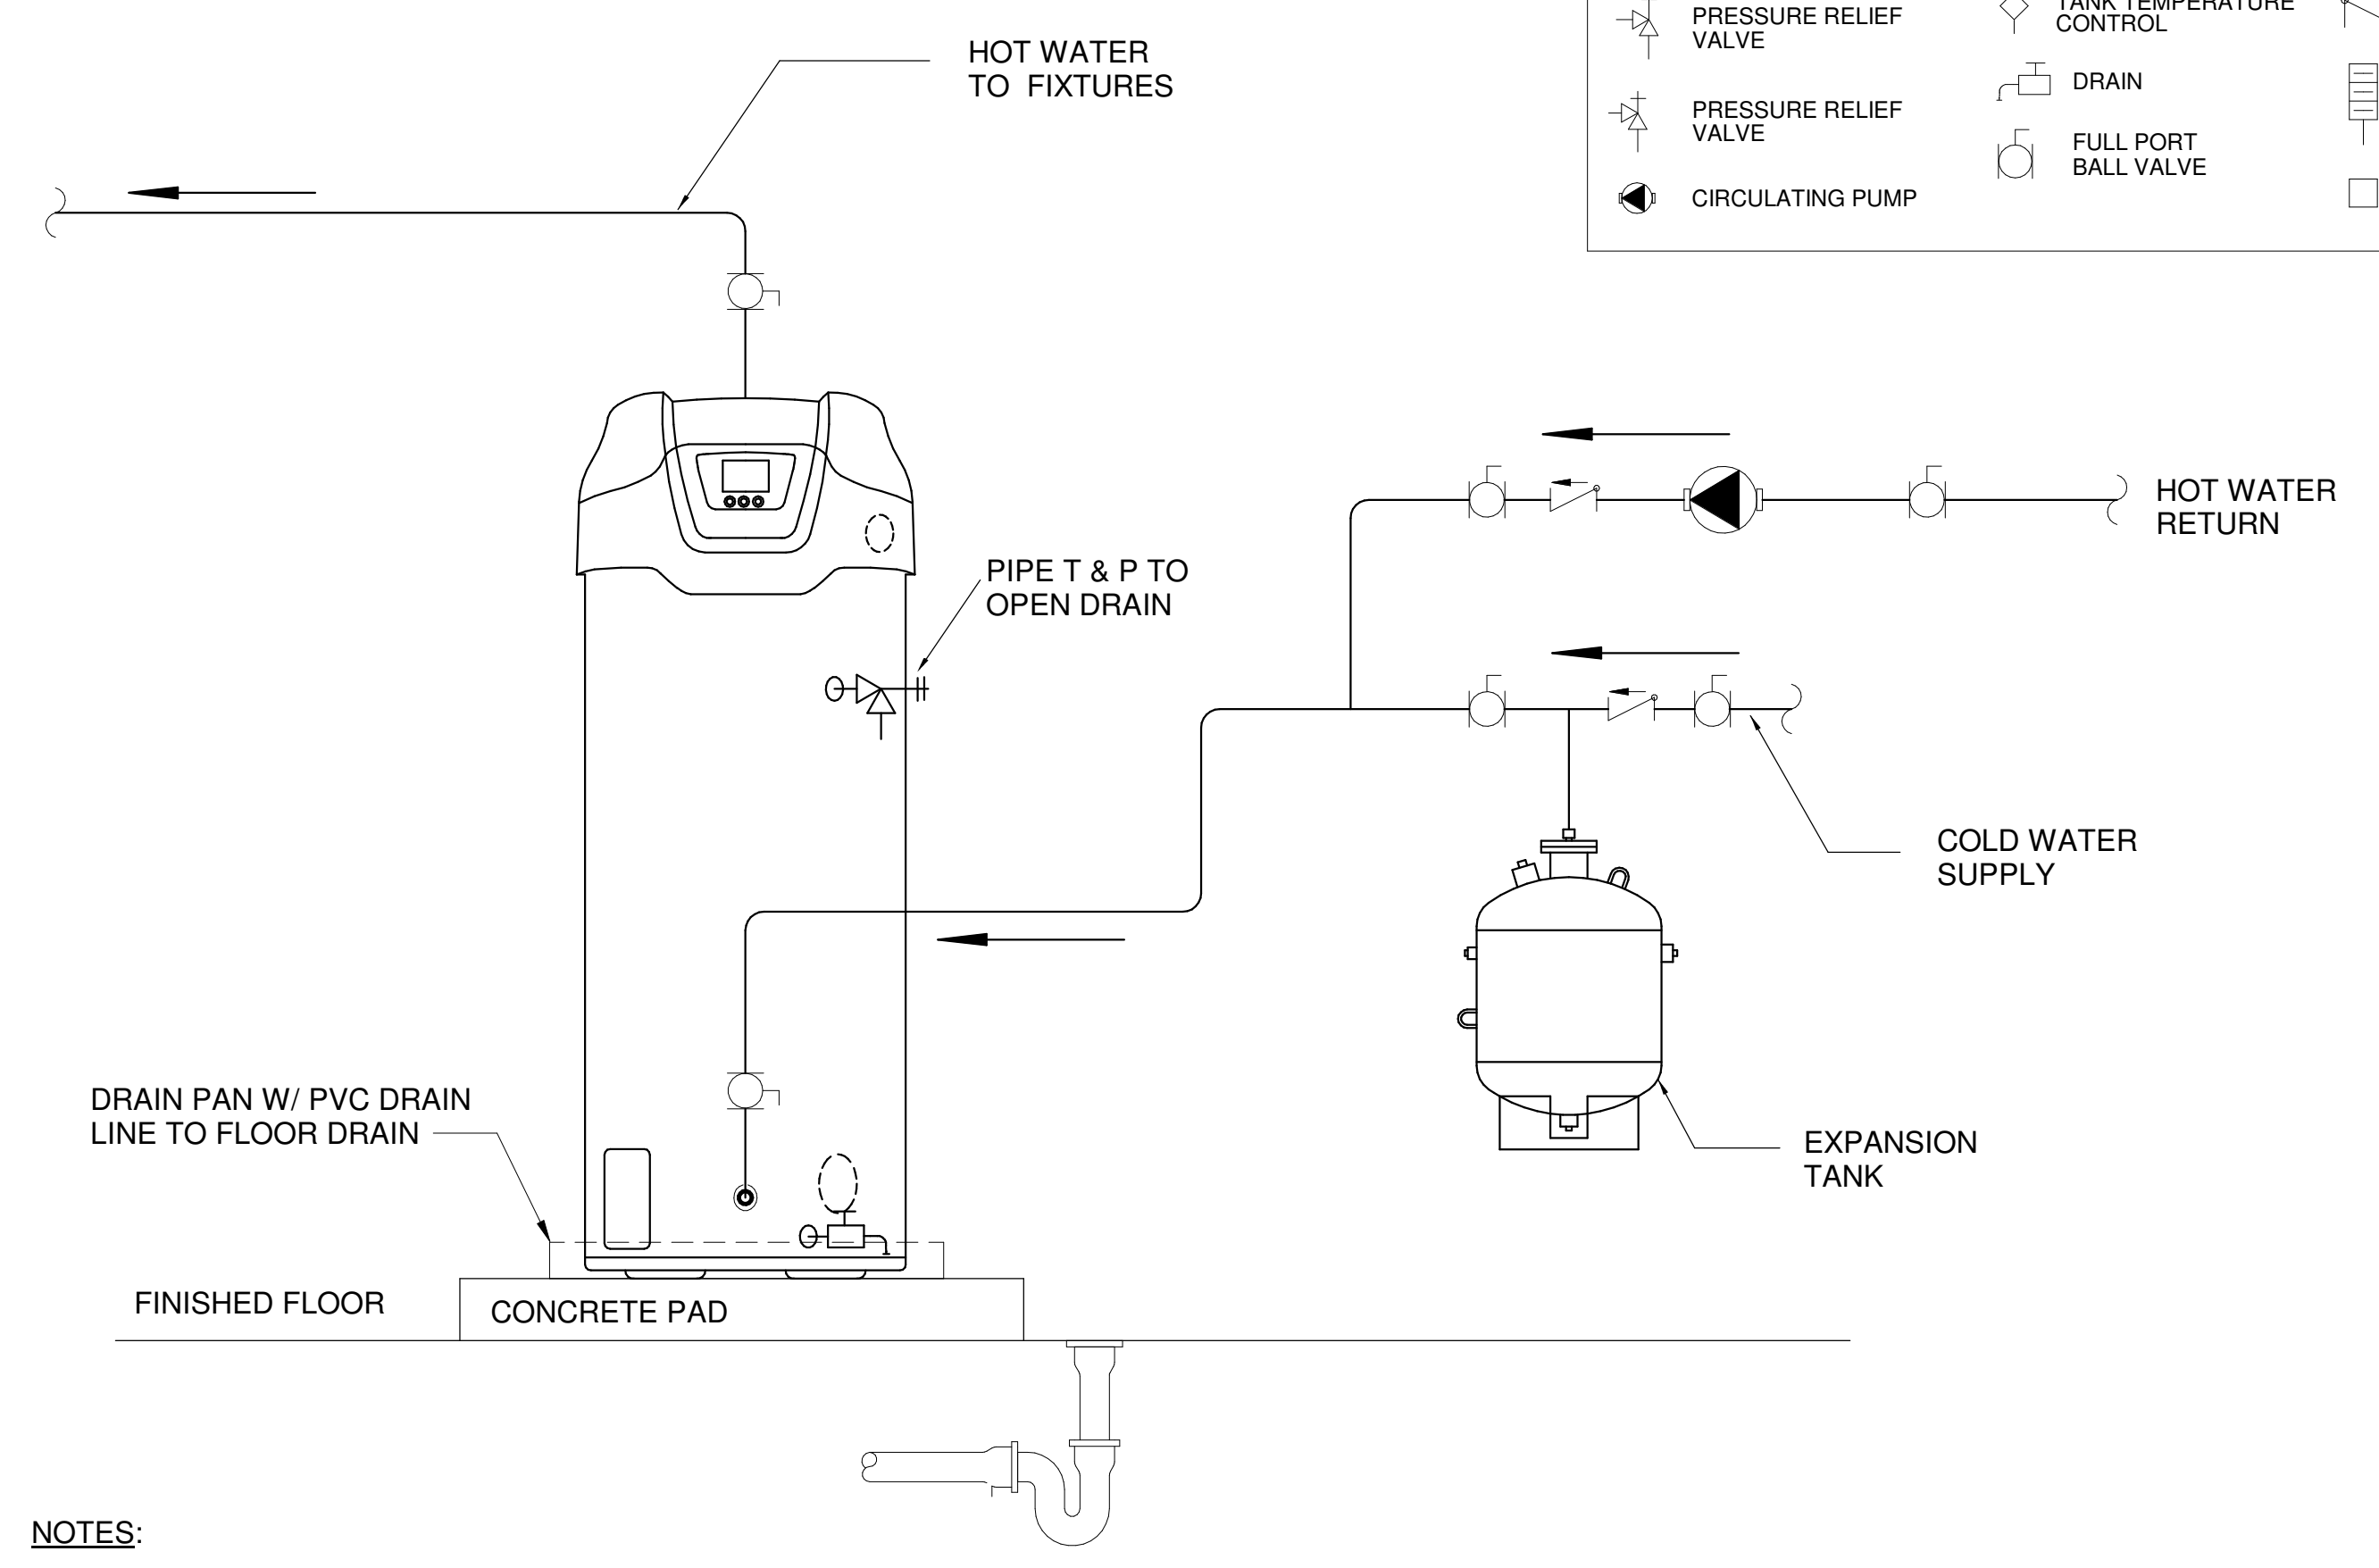 PRESSURE RELIEF
VALVE
TANK TEMPERATURE
CONTROL
PRESSURE RELIEF
VALVE
DRAIN
FULL PORT
BALL VALVE
CIRCULATING PUMP
HOT WATER
TO FIXTURES
HOT WATER
RETURN
PIPE T & P TO
OPEN DRAIN
COLD WATER
SUPPLY
DRAIN PAN W/ PVC DRAIN
LINE TO FLOOR DRAIN
EXPANSION
TANK
FINISHED FLOOR
CONCRETE PAD
NOTES: